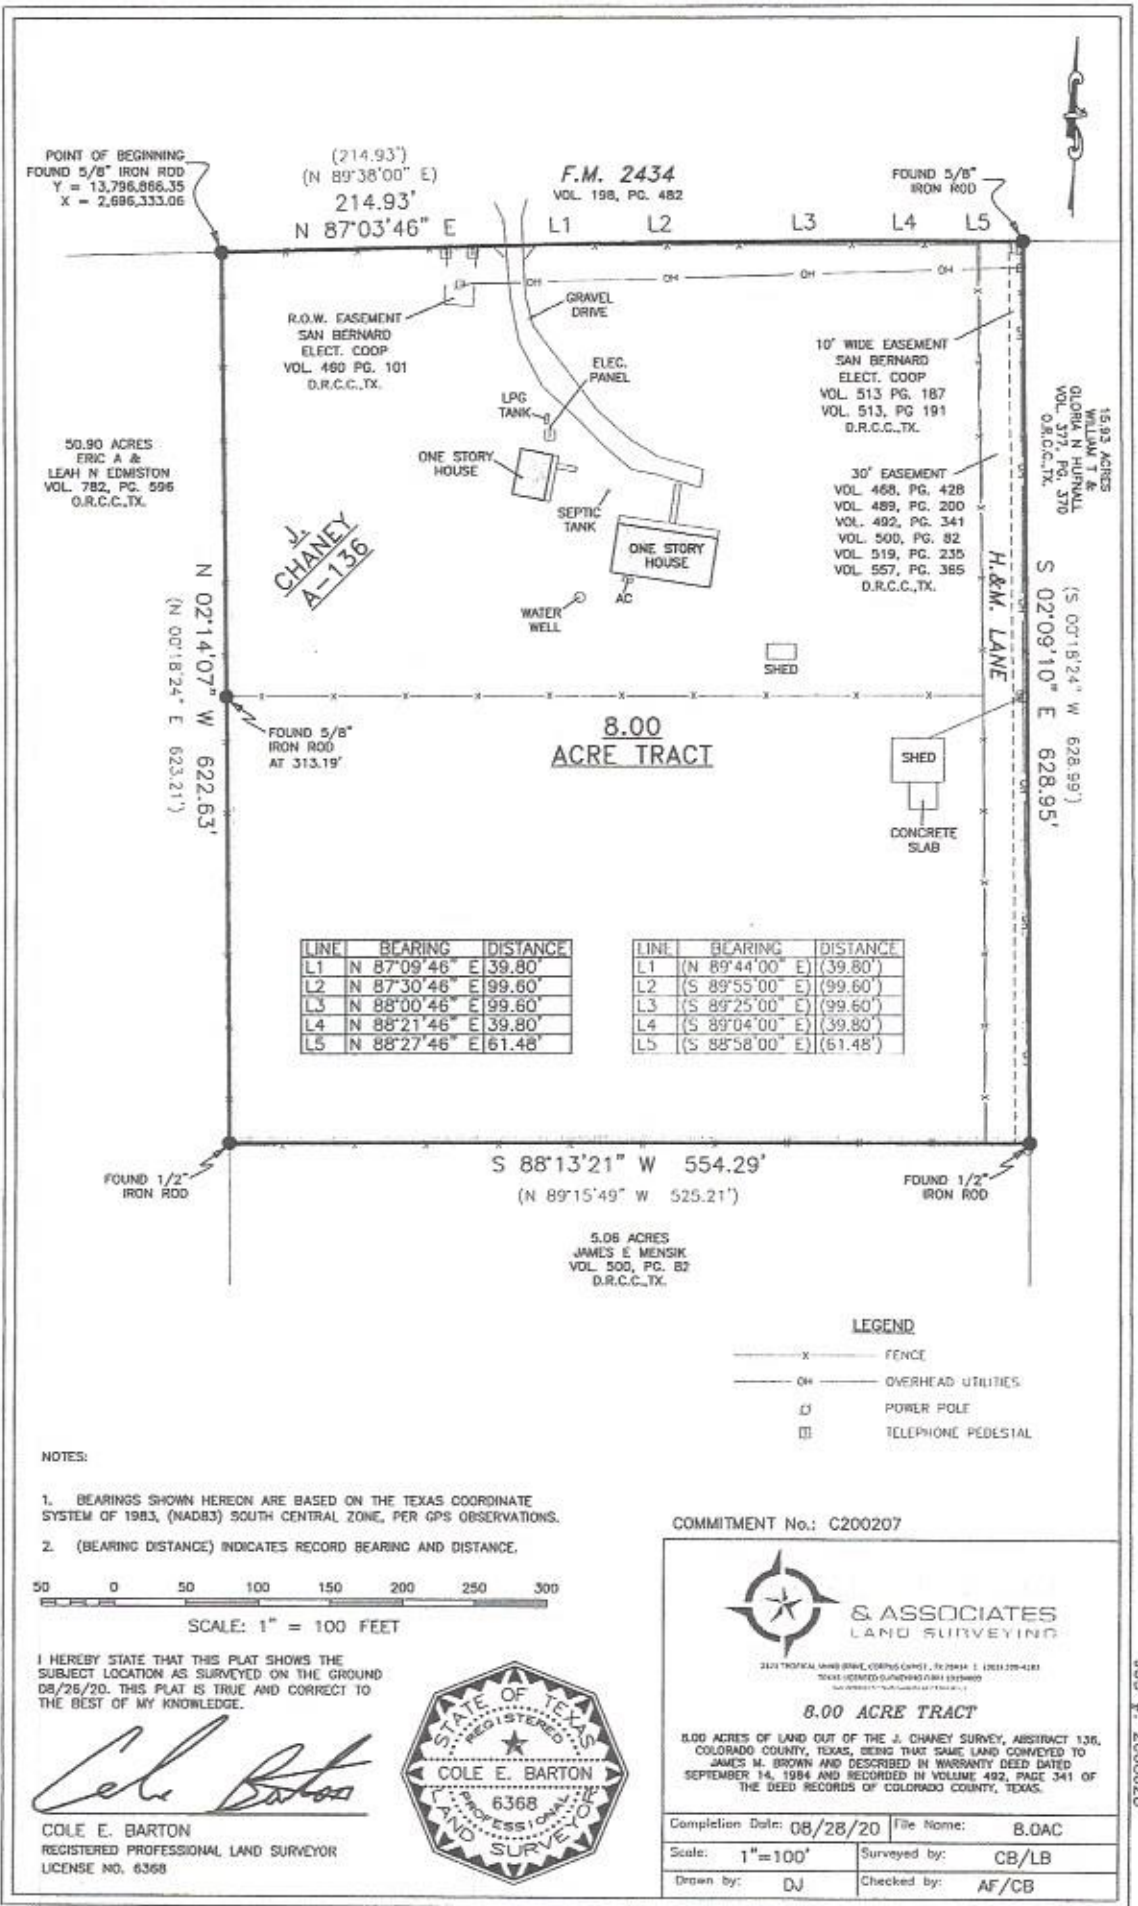 POINT OF BEGINNING
FOUND 5/8" IRON ROD
Y = 13,796,866.35
X = 2,696,333.06
(214.93')
(N 89°38'00" E)
214.93'
N 87°03'46" E
F.M. 2434
VOL. 198, PG. 482
L1
L2
L3
L4
L5
FOUND 5/8"
IRON ROD
OH
OH
OH
OH
R.O.W. EASEMENT
SAN BERNARD
ELECT. COOP
VOL. 460 PG. 101
D.R.C.C.,TX.
GRAVEL
DRIVE
ELEC.
PANEL
LPG
TANK
10' WIDE EASEMENT
SAN BERNARD
ELECT. COOP
VOL. 513 PG. 187
VOL. 513, PG 191
D.R.C.C.,TX.
15.93 ACRES
WILLIAM T &
GLORIA N HUFNALL
VOL. 377, PG. 370
O.R.C.C.,TX.
50.90 ACRES
ERIC A &
LEAH N EDMISTON
VOL. 782, PG. 596
O.R.C.C.,TX.
ONE STORY
HOUSE
30' EASEMENT
VOL. 468, PG. 428
VOL. 489, PG. 200
VOL. 492, PG. 341
VOL. 500, PG. 82
VOL. 519, PG. 235
VOL. 557, PG. 365
D.R.C.C.,TX.
SEPTIC
TANK
J.
CHANEY
A-136
ONE STORY
HOUSE
AC
WATER
WELL
SHED
H.&M. LANE
N 02°14'07" W 622.63'
(N 00°18'24" E 623.21')
S 02°09'10" E 628.95'
(S 00°18'24" W 628.99')
FOUND 5/8"
IRON ROD
AT 313.19'
8.00
ACRE TRACT
SHED
CONCRETE
SLAB
LINE BEARING DISTANCE
L1 N 87°09'46" E 39.80'
L2 N 87°30'46" E 99.60'
L3 N 88°00'46" E 99.60'
L4 N 88°21'46" E 39.80'
L5 N 88°27'46" E 61.48'
LINE BEARING DISTANCE
L1 (N 89°44'00" E) (39.80')
L2 (S 89°55'00" E) (99.60')
L3 (S 89°25'00" E) (99.60')
L4 (S 89°04'00" E) (39.80')
L5 (S 88°58'00" E) (61.48')
FOUND 1/2"
IRON ROD
S 88°13'21" W 554.29'
(N 89°15'49" W 525.21')
FOUND 1/2"
IRON ROD
5.06 ACRES
JAMES E MENSIK
VOL. 500, PG. 82
D.R.C.C.,TX.
LEGEND
X FENCE
OH OVERHEAD UTILITIES
POWER POLE
TELEPHONE PEDESTAL
NOTES:
1. BEARINGS SHOWN HEREON ARE BASED ON THE TEXAS COORDINATE
SYSTEM OF 1983, (NAD83) SOUTH CENTRAL ZONE, PER GPS OBSERVATIONS.
2. (BEARING DISTANCE) INDICATES RECORD BEARING AND DISTANCE.
50 0 50 100 150 200 250 300
SCALE: 1" = 100 FEET
I HEREBY STATE THAT THIS PLAT SHOWS THE
SUBJECT LOCATION AS SURVEYED ON THE GROUND
08/26/20. THIS PLAT IS TRUE AND CORRECT TO
THE BEST OF MY KNOWLEDGE.
Cole Barton
COLE E. BARTON
REGISTERED PROFESSIONAL LAND SURVEYOR
LICENSE NO. 6368
STATE OF TEXAS
REGISTERED
COLE E. BARTON
6368
PROFESSIONAL
LAND SURVEYOR
COMMITMENT No.: C200207
& ASSOCIATES
LAND SURVEYING
8.00 ACRE TRACT
8.00 ACRES OF LAND OUT OF THE J. CHANEY SURVEY, ABSTRACT 136,
COLORADO COUNTY, TEXAS, BEING THAT SAME LAND CONVEYED TO
JAMES M. BROWN AND DESCRIBED IN WARRANTY DEED DATED
SEPTEMBER 14, 1984 AND RECORDED IN VOLUME 492, PAGE 341 OF
THE DEED RECORDS OF COLORADO COUNTY, TEXAS.
Completion Date: 08/28/20 File Name: 8.0AC
Scale: 1"=100' Surveyed by: CB/LB
Drawn by: DJ Checked by: AF/CB